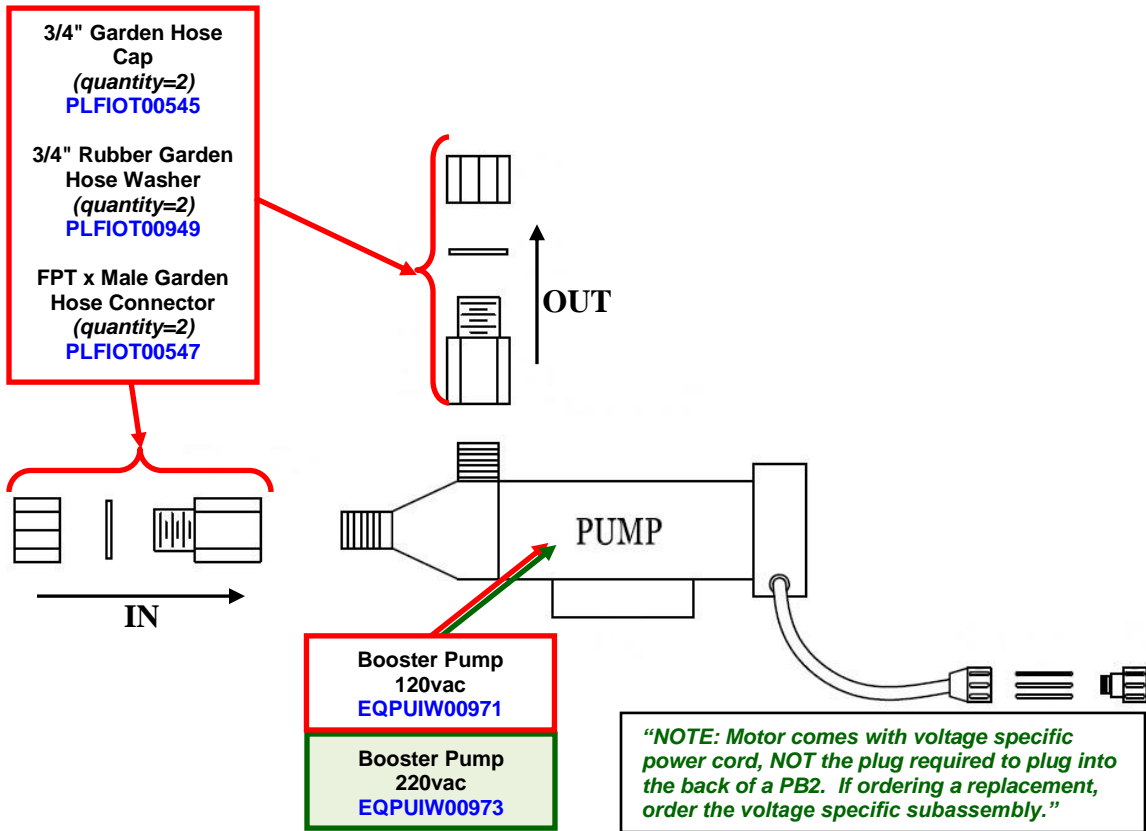 3/4" Garden Hose
Cap
(quantity=2)
PLFIOT00545
3/4" Rubber Garden
Hose Washer
(quantity=2)
PLFIOT00949
FPT x Male Garden
Hose Connector
(quantity=2)
PLFIOT00547
OUT
PUMP
IN
Booster Pump
120vac
EQPUIW00971
Booster Pump
220vac
EQPUIW00973
“NOTE: Motor comes with voltage specific
power cord, NOT the plug required to plug into
the back of a PB2. If ordering a replacement,
order the voltage specific subassembly.”